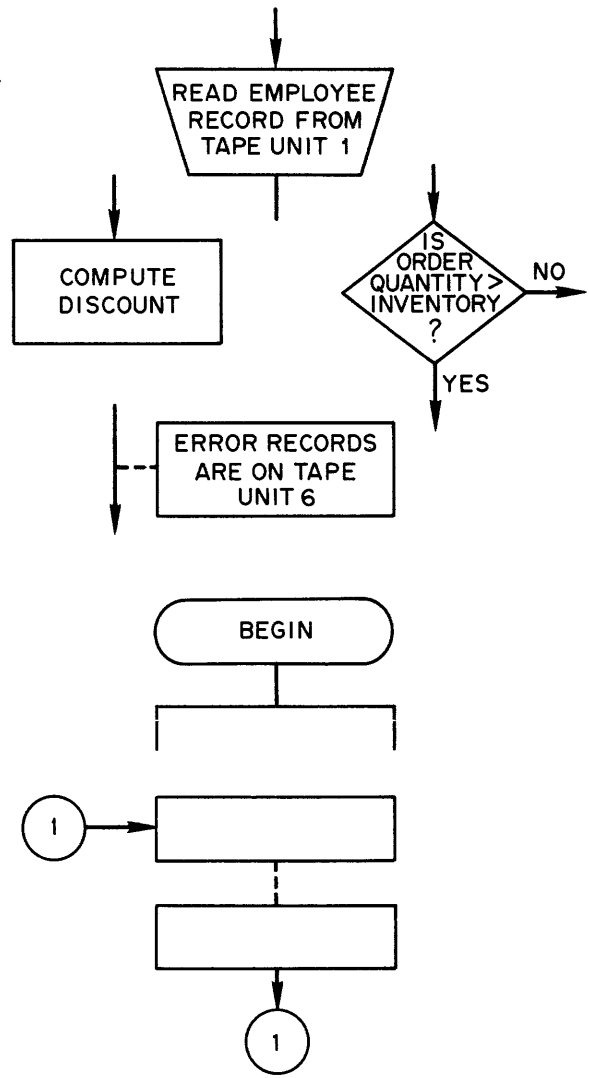 READ EMPLOYEE
RECORD FROM
TAPE UNIT 1
COMPUTE
DISCOUNT
IS
ORDER
QUANTITY >
INVENTORY
?
NO
YES
ERROR RECORDS
ARE ON TAPE
UNIT 6
BEGIN
1
1